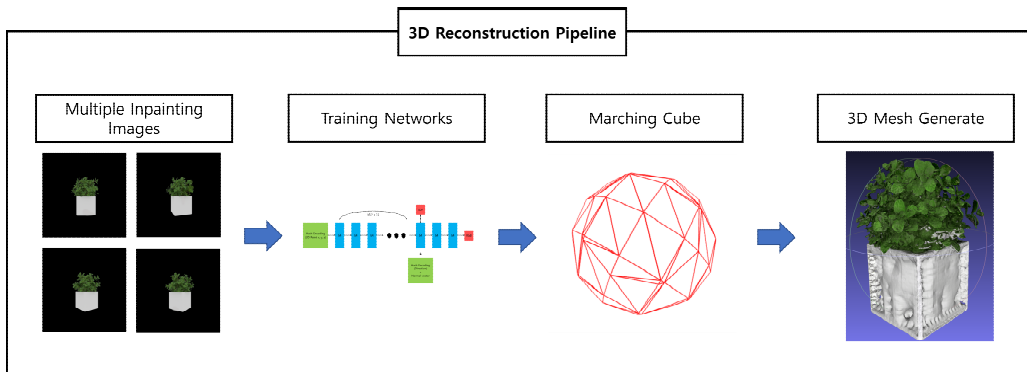 3D Reconstruction Pipeline
Multiple Inpainting
Images
Training Networks
Marching Cube
3D Mesh Generate